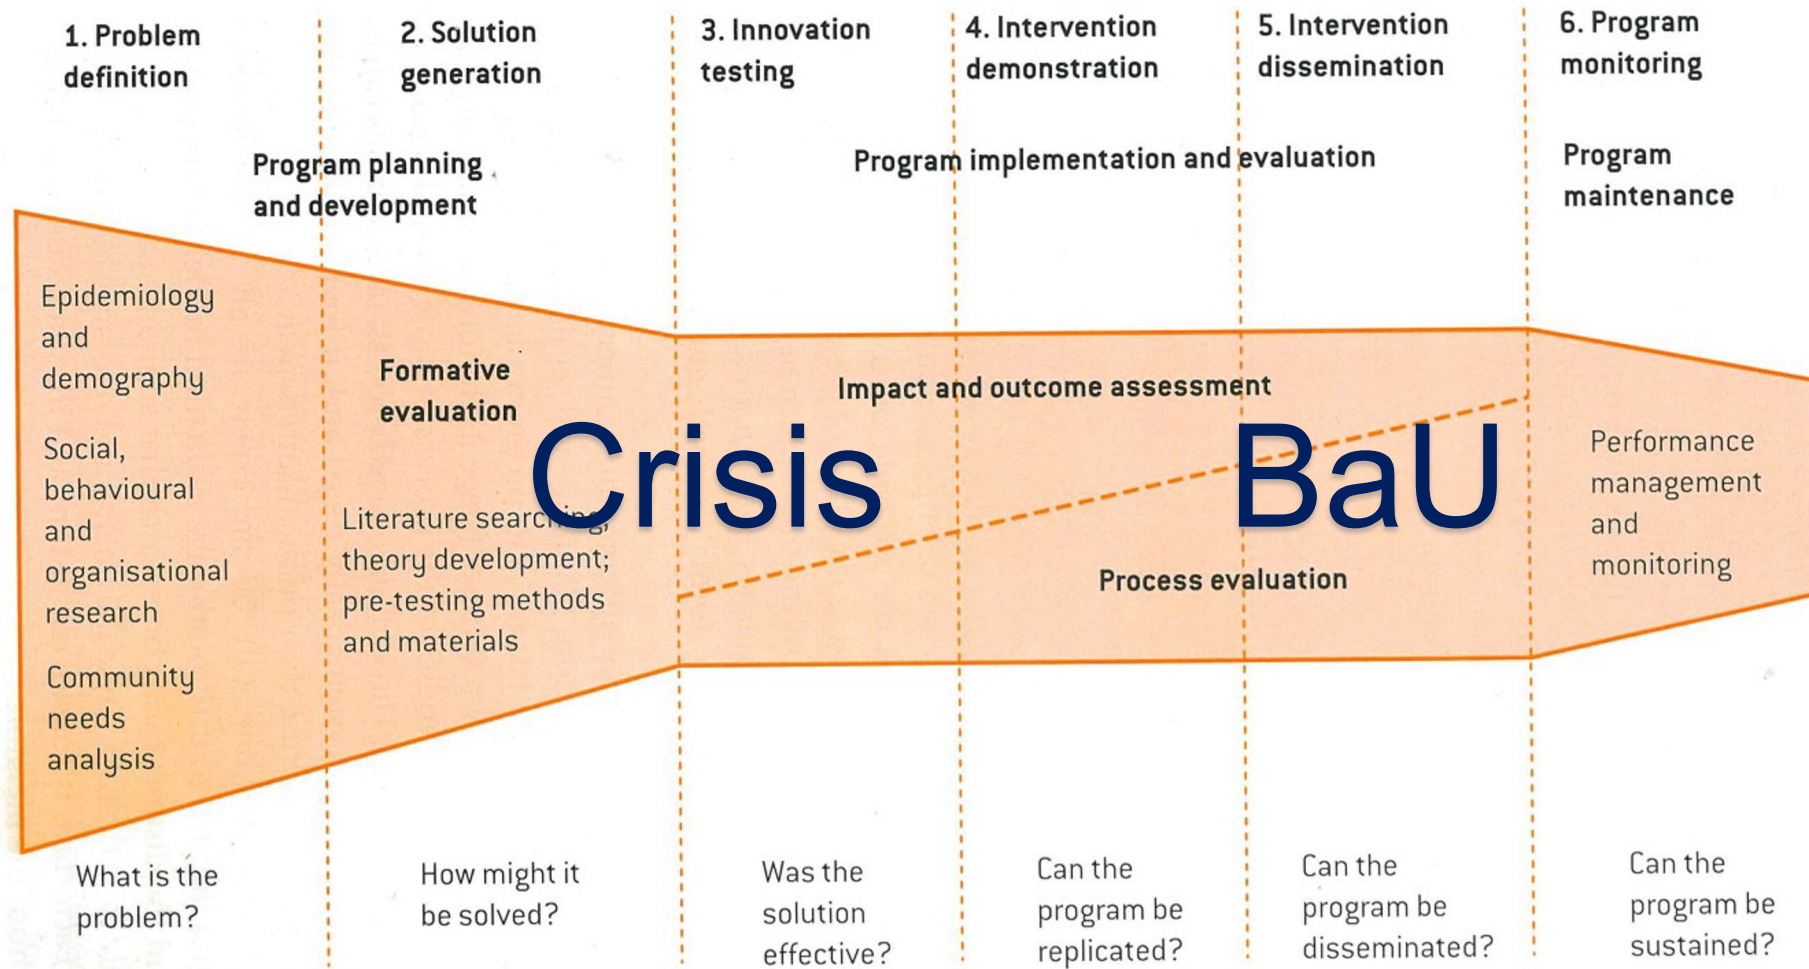 1. Problem
definition
2. Solution
generation
3. Innovation
testing
4. Intervention
demonstration
5. Intervention
dissemination
6. Program
monitoring
Program planning
and development
Program implementation and evaluation
Program
maintenance
Epidemiology
and
demography
Social,
behavioural
and
organisational
research
Community
needs
analysis
Formative
evaluation
Literature searching,
theory development;
pre-testing methods
and materials
Impact and outcome assessment
Crisis
BaU
Process evaluation
Performance
management
and
monitoring
What is the
problem?
How might it
be solved?
Was the
solution
effective?
Can the
program be
replicated?
Can the
program be
disseminated?
Can the
program be
sustained?